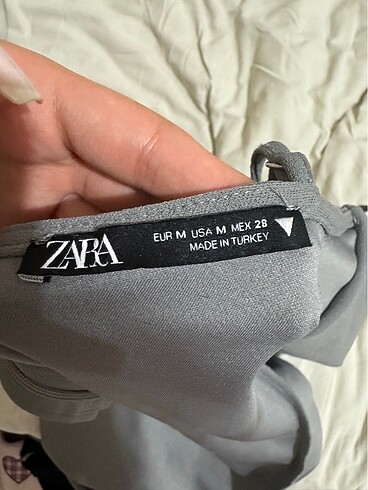 ZARA
EUR M USA M MEX 28
MADE IN TURKEY